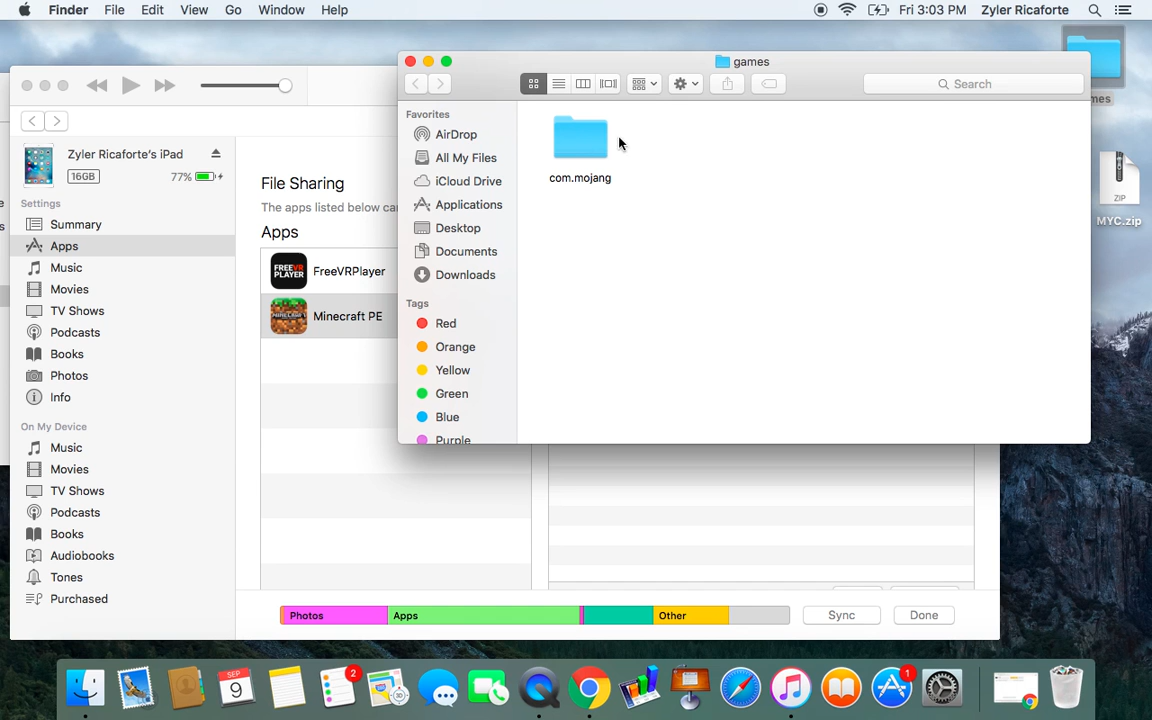 Finder File Edit View Go Window Help
Fri 3:03 PM Zyler Ricaforte
games
Search
Favorites
AirDrop
All My Files
iCloud Drive
Applications
Desktop
Documents
Downloads
Tags
Red
Orange
Yellow
Green
Blue
Purple
com.mojang
Zyler Ricaforte's iPad
16GB
77%
Settings
Summary
Apps
Music
Movies
TV Shows
Podcasts
Books
Photos
Info
On My Device
Music
Movies
TV Shows
Podcasts
Books
Audiobooks
Tones
Purchased
File Sharing
The apps listed below
Apps
FREEVR PLAYER
FreeVRPlayer
Minecraft PE
Photos
Apps
Other
Sync
Done
ZIP
MYC.zip
SEP
9
2
3D
1